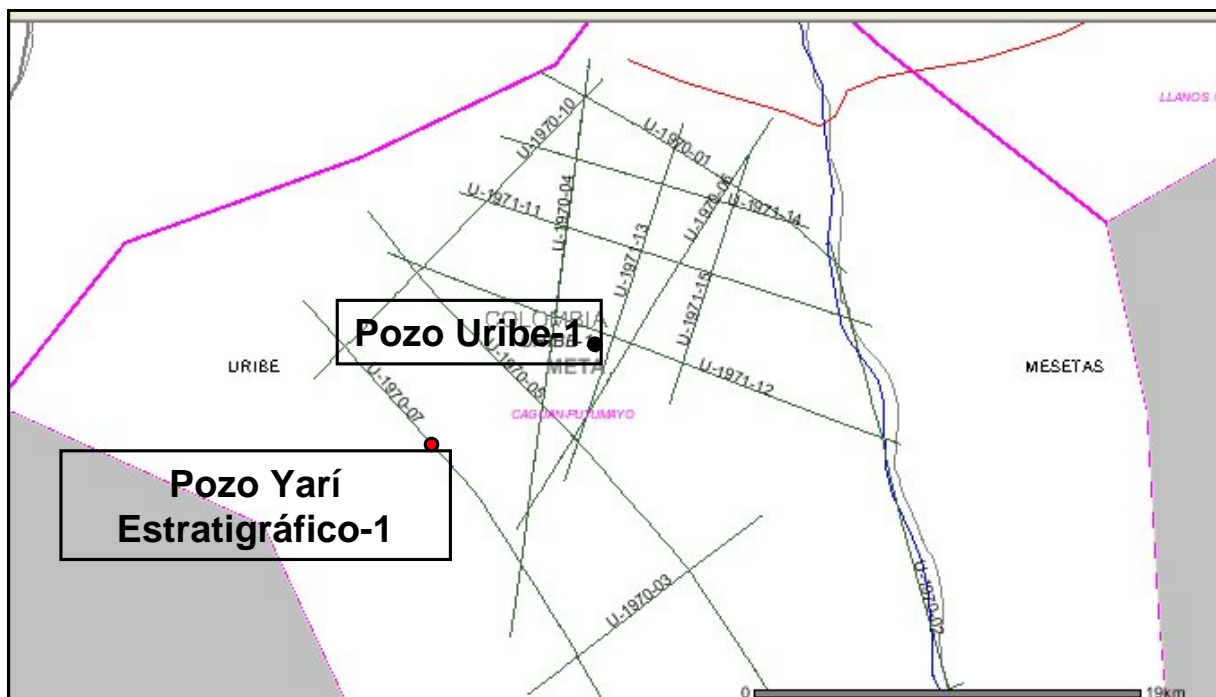 LLANOS
U-1970-10
U-1970-01
U-1970-04
U-1970-06
U-1971-11
U-1971-14
U-1971-13
U-1971-15
COLOMBIA
Pozo Uribe-1
URIBE-1
META
URIBE
MESETAS
U-1970-05
U-1970-07
U-1971-12
CAGUAN-PUTUMAYO
Pozo Yarí
Estratigráfico-1
U-1970-03
U-1970-02
0
19km